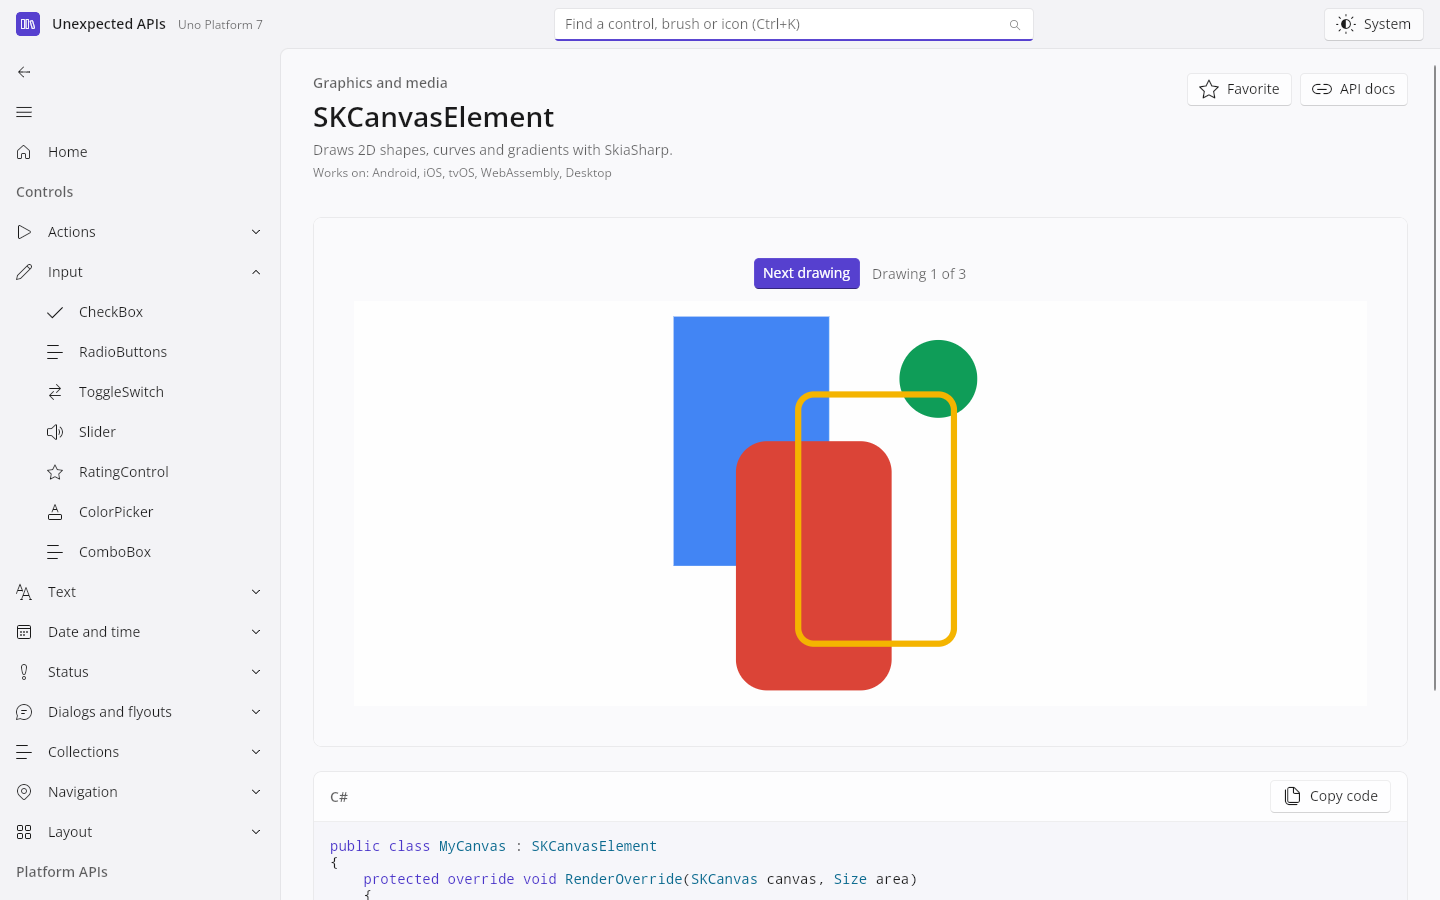 Unexpected APIs Uno Platform 7
Find a control, brush or icon (Ctrl+K)
System
Home
Controls
Actions
Input
CheckBox
RadioButtons
ToggleSwitch
Slider
RatingControl
ColorPicker
ComboBox
Text
Date and time
Status
Dialogs and flyouts
Collections
Navigation
Layout
Platform APIs
Graphics and media
SKCanvasElement
Draws 2D shapes, curves and gradients with SkiaSharp.
Works on: Android, iOS, tvOS, WebAssembly, Desktop
Favorite
API docs
Next drawing Drawing 1 of 3
C#
Copy code
public class MyCanvas : SKCanvasElement
{
protected override void RenderOverride(SKCanvas canvas, Size area)
{